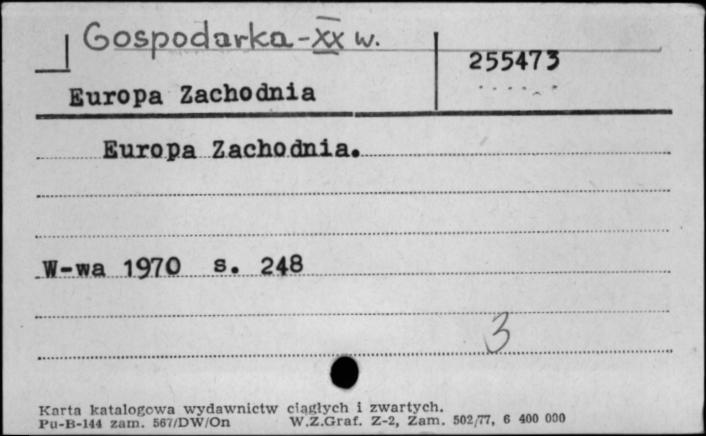 Gospodarka - XX w.
255473
Europa Zachodnia
Europa Zachodnia.
W-wa 1970 s. 248
3
Karta katalogowa wydawnictw ciągłych i zwartych.
Pu-B-144 zam. 567/DW/On W.Z.Graf. Z-2, Zam. 502/77, 6 400 000